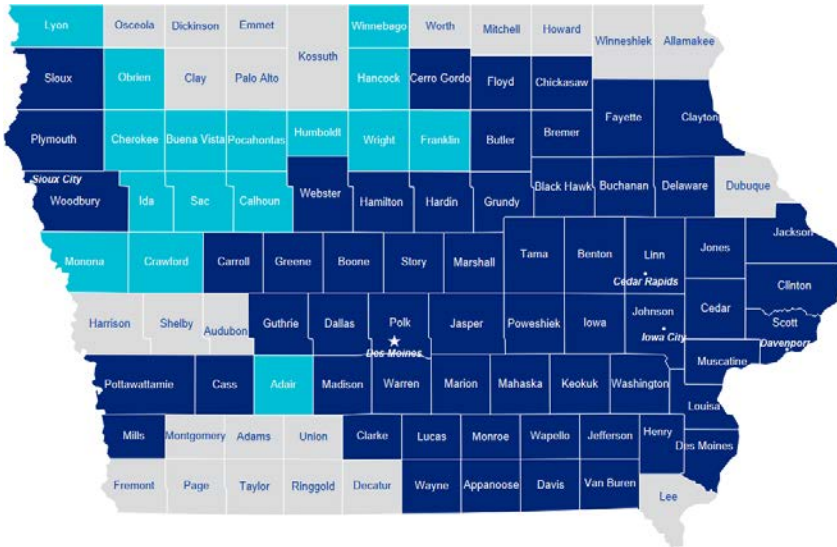 Lyon Osceola Dickinson Emmet Winnebago Worth Mitchell Howard Winneshiek Allamakee
Kossuth
Sioux Obrien Clay Palo Alto Hancock Cerro Gordo Floyd Chickasaw
Fayette Clayton
Plymouth Cherokee Buena Vista Pocahontas Humboldt Wright Franklin Butler Bremer
Sioux City
Woodbury Ida Sac Calhoun Webster Hamilton Hardin Grundy Black Hawk Buchanan Delaware Dubuque
Jackson
Monona Crawford Carroll Greene Boone Story Marshall Tama Benton Linn Jones
Cedar Rapids
Clinton
Harrison Shelby Audubon Guthrie Dallas Polk Jasper Poweshiek Iowa Johnson Cedar Scott
Des Moines Iowa City Davenport
Muscatine
Pottawattamie Cass Adair Madison Warren Marion Mahaska Keokuk Washington
Louisa
Mills Montgomery Adams Union Clarke Lucas Monroe Wapello Jefferson Henry Des Moines
Fremont Page Taylor Ringgold Decatur Wayne Appanoose Davis Van Buren Lee